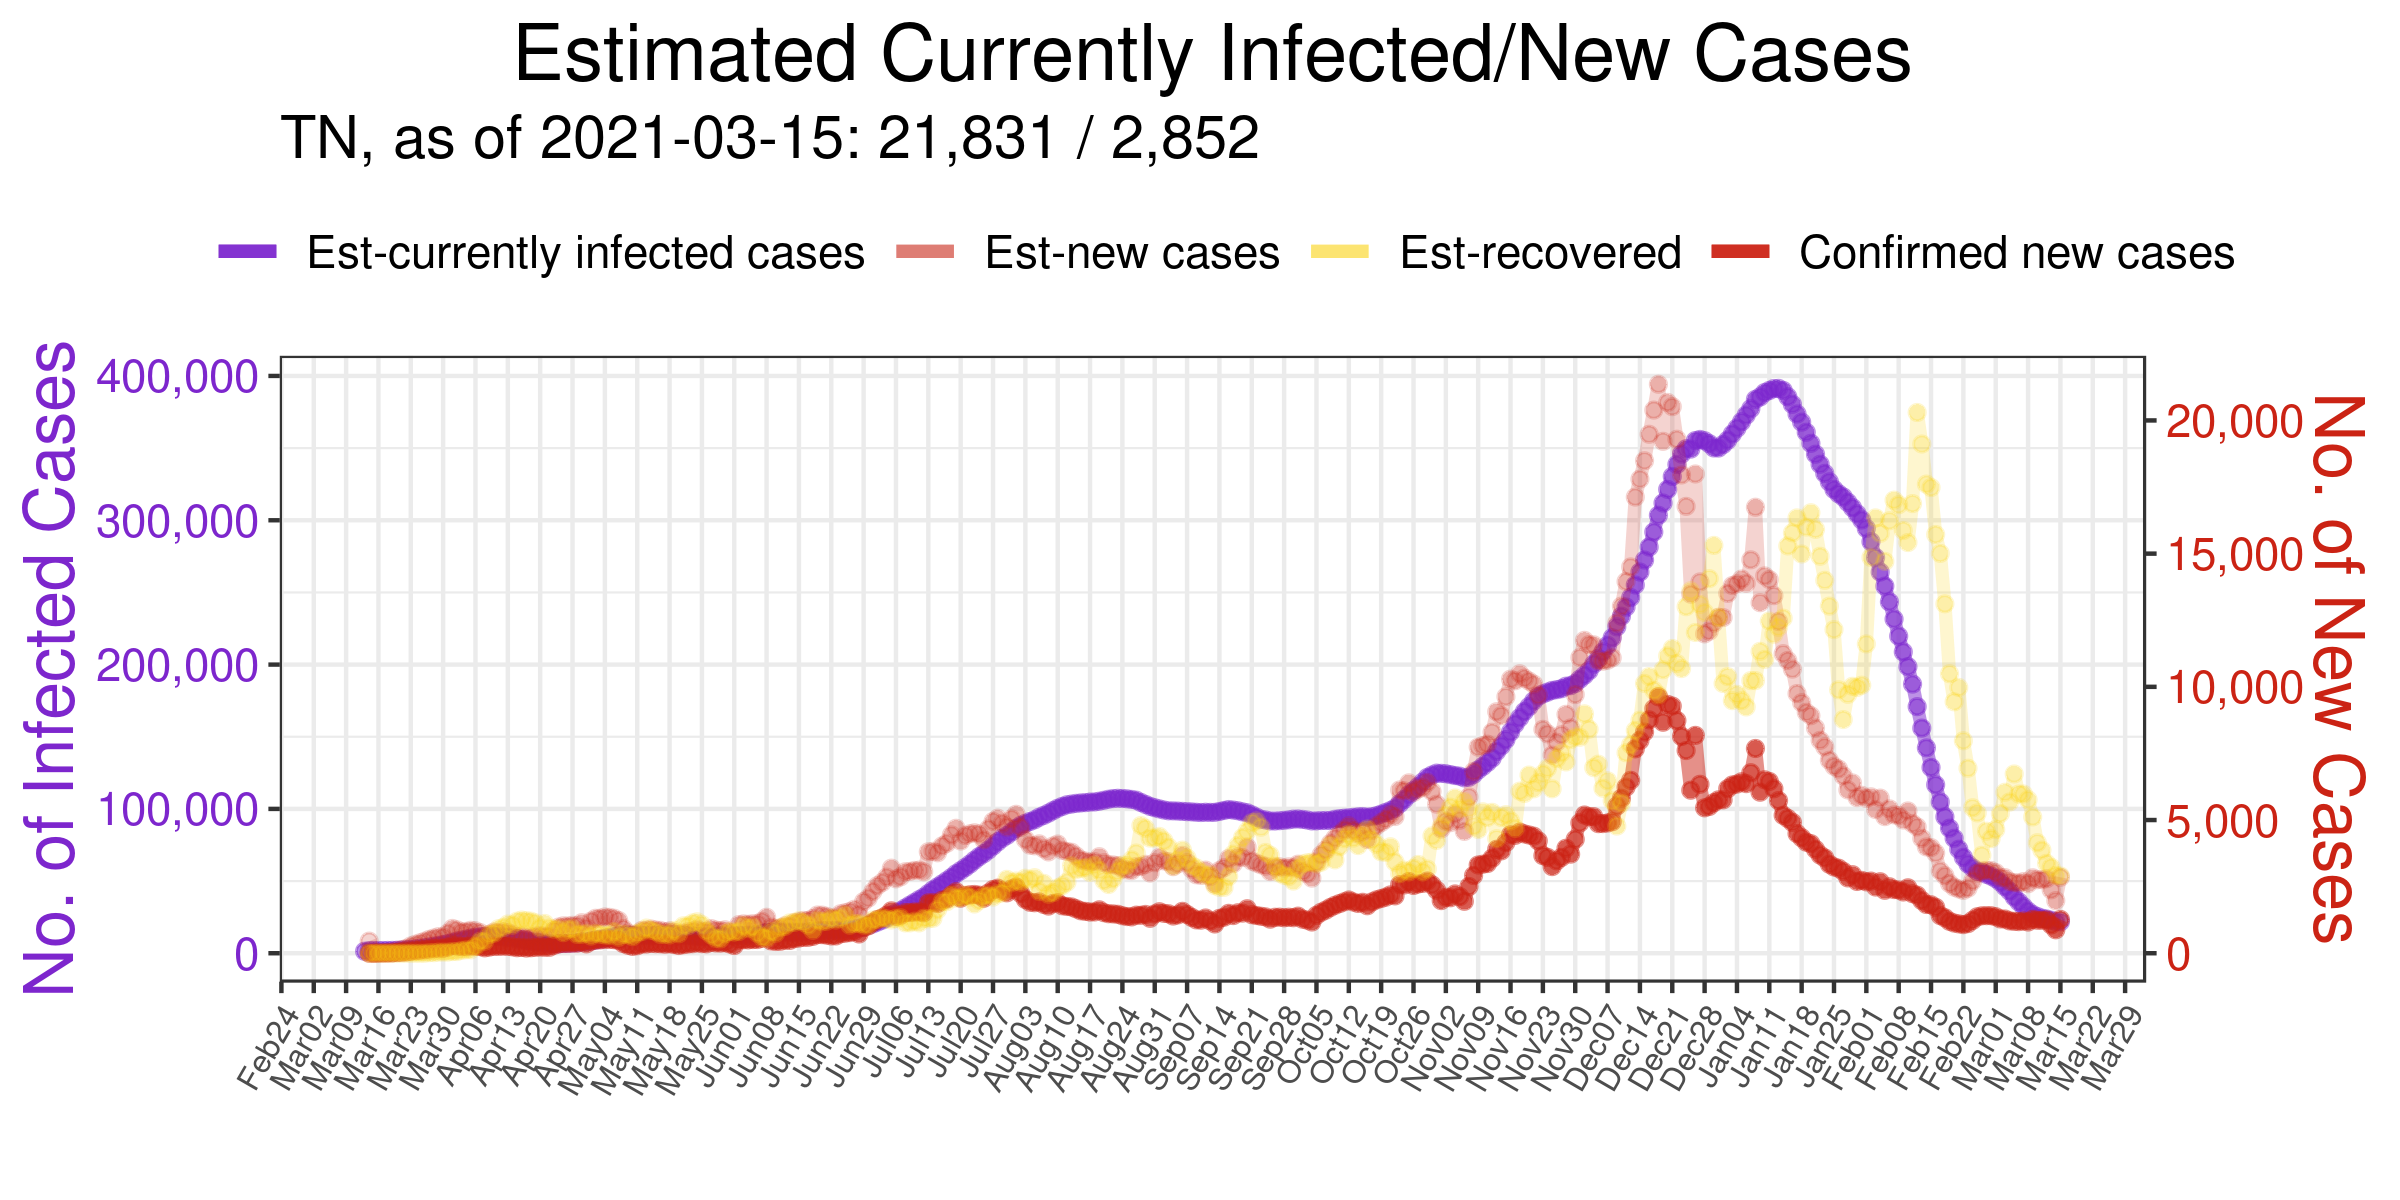 Estimated Currently Infected/New Cases
TN, as of 2021-03-15: 21,831 / 2,852
Est-currently infected cases
Est-new cases
Est-recovered
Confirmed new cases
No. of Infected Cases
400,000
300,000
200,000
100,000
0
No. of New Cases
20,000
15,000
10,000
5,000
0
Feb24
Mar02
Mar09
Mar16
Mar23
Mar30
Apr06
Apr13
Apr20
Apr27
May04
May11
May18
May25
Jun01
Jun08
Jun15
Jun22
Jun29
Jul06
Jul13
Jul20
Jul27
Aug03
Aug10
Aug17
Aug24
Aug31
Sep07
Sep14
Sep21
Sep28
Oct05
Oct12
Oct19
Oct26
Nov02
Nov09
Nov16
Nov23
Nov30
Dec07
Dec14
Dec21
Dec28
Jan04
Jan11
Jan18
Jan25
Feb01
Feb08
Feb15
Feb22
Mar01
Mar08
Mar15
Mar22
Mar29